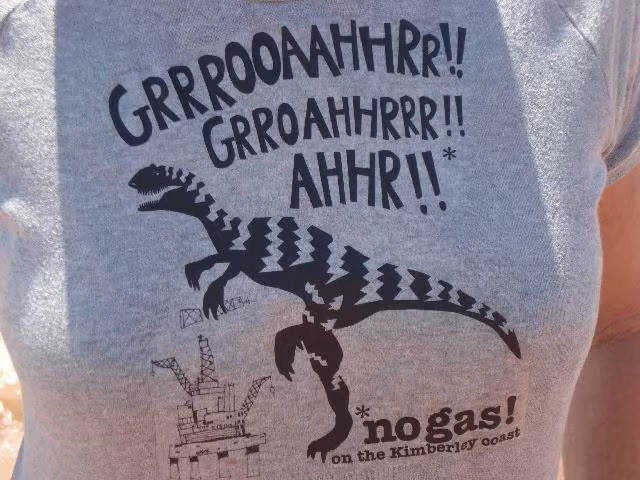 GRRROOAAHHRR!!
GRROAHHRRR!!
AHHR!!*
*no gas!
on the Kimberley coast